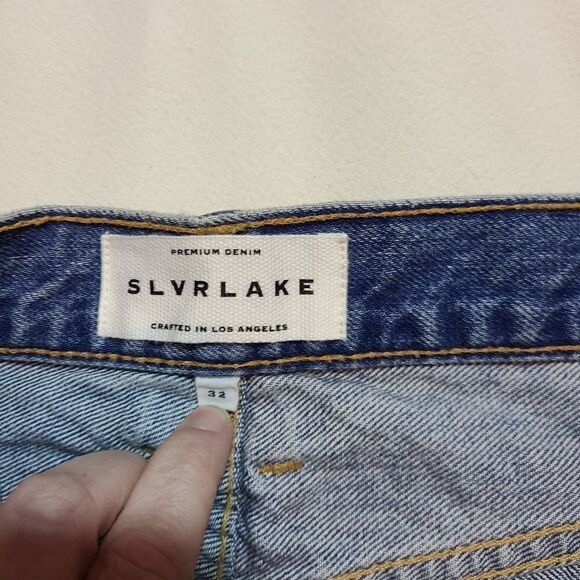 PREMIUM DENIM
SLVRLAKE
CRAFTED IN LOS ANGELES
32